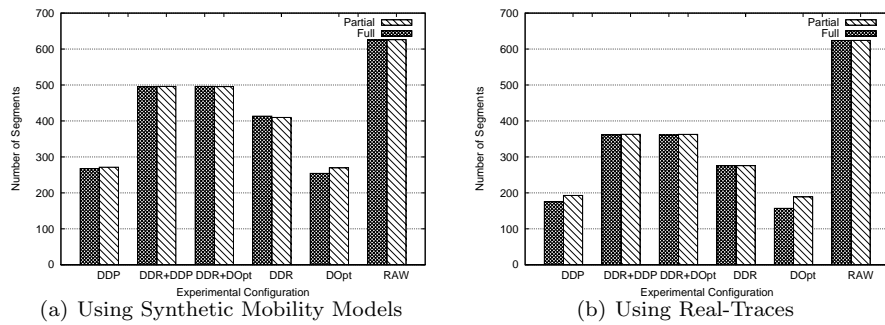 700
600
500
400
300
200
100
0
Number of Segments
Partial
Full
DDP DDR+DDP DDR+DOpt DDR DOpt RAW
Experimental Configuration
(a) Using Synthetic Mobility Models
700
600
500
400
300
200
100
0
Number of Segments
Partial
Full
DDP DDR+DDP DDR+DOpt DDR DOpt RAW
Experimental Configuration
(b) Using Real-Traces